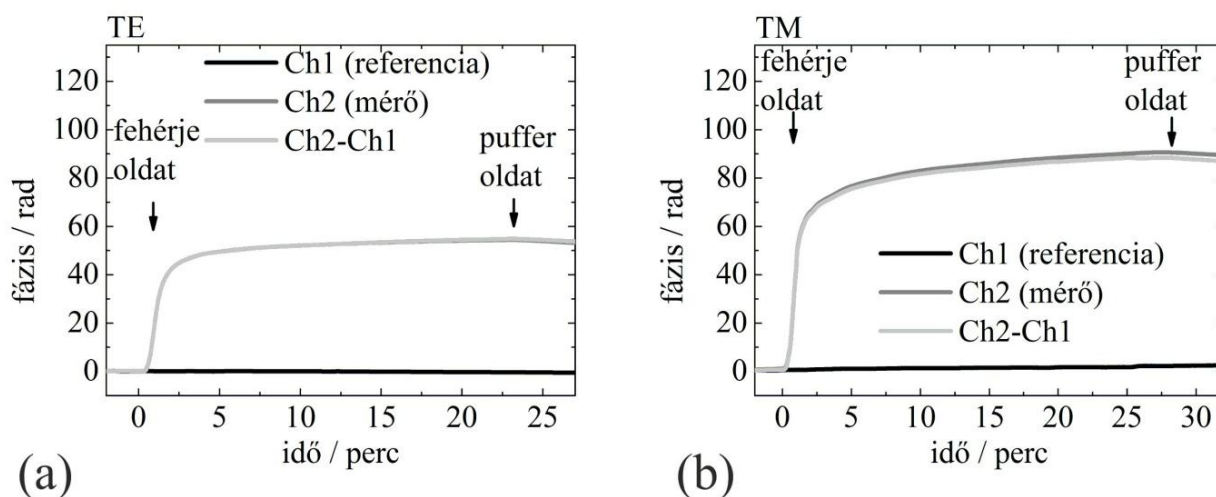 TE
120
100
80
60
40
20
0
fázis / rad
Ch1 (referencia)
Ch2 (mérő)
Ch2-Ch1
fehérje
oldat
puffer
oldat
0 5 10 15 20 25
idő / perc
(a)
TM
120
100
80
60
40
20
0
fázis / rad
fehérje
oldat
puffer
oldat
Ch1 (referencia)
Ch2 (mérő)
Ch2-Ch1
0 5 10 15 20 25 30
idő / perc
(b)